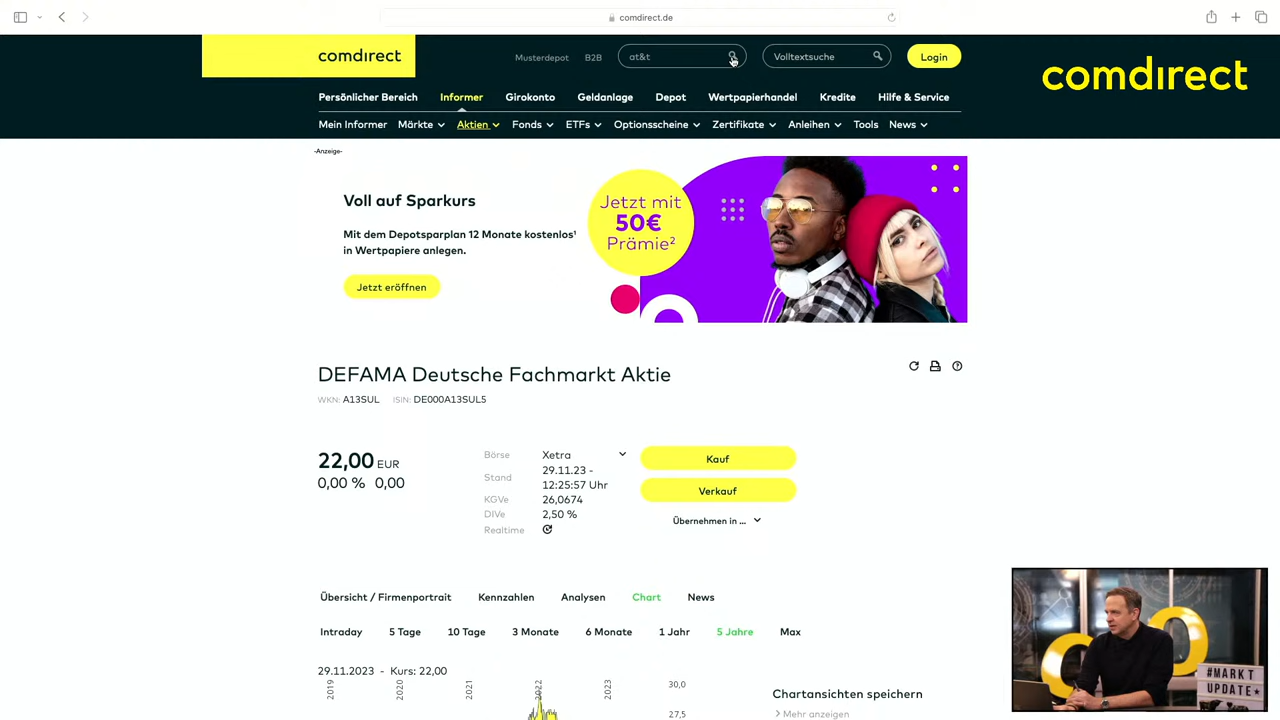 comdirect.de
comdirect
Musterdepot B2B at&t Volltextsuche Login
comdirect
Persönlicher Bereich Informer Girokonto Geldanlage Depot Wertpapierhandel Kredite Hilfe & Service
Mein Informer Märkte Aktien Fonds ETFs Optionsscheine Zertifikate Anleihen Tools News
-Anzeige-
Voll auf Sparkurs
Mit dem Depotsparplan 12 Monate kostenlos¹
in Wertpapiere anlegen.
Jetzt eröffnen
Jetzt mit
50€
Prämie²
DEFAMA Deutsche Fachmarkt Aktie
WKN: A13SUL ISIN: DE000A13SUL5
22,00 EUR
0,00 % 0,00
Börse Xetra
Stand 29.11.23 -
12:25:57 Uhr
KGVe 26,0674
DIVe 2,50 %
Realtime
Kauf
Verkauf
Übernehmen in ...
Übersicht / Firmenportrait Kennzahlen Analysen Chart News
Intraday 5 Tage 10 Tage 3 Monate 6 Monate 1 Jahr 5 Jahre Max
29.11.2023 - Kurs: 22,00
2019 2020 2021 2022 2023
30,0
27,5
Chartansichten speichern
Mehr anzeigen
#MARKT
UPDATE